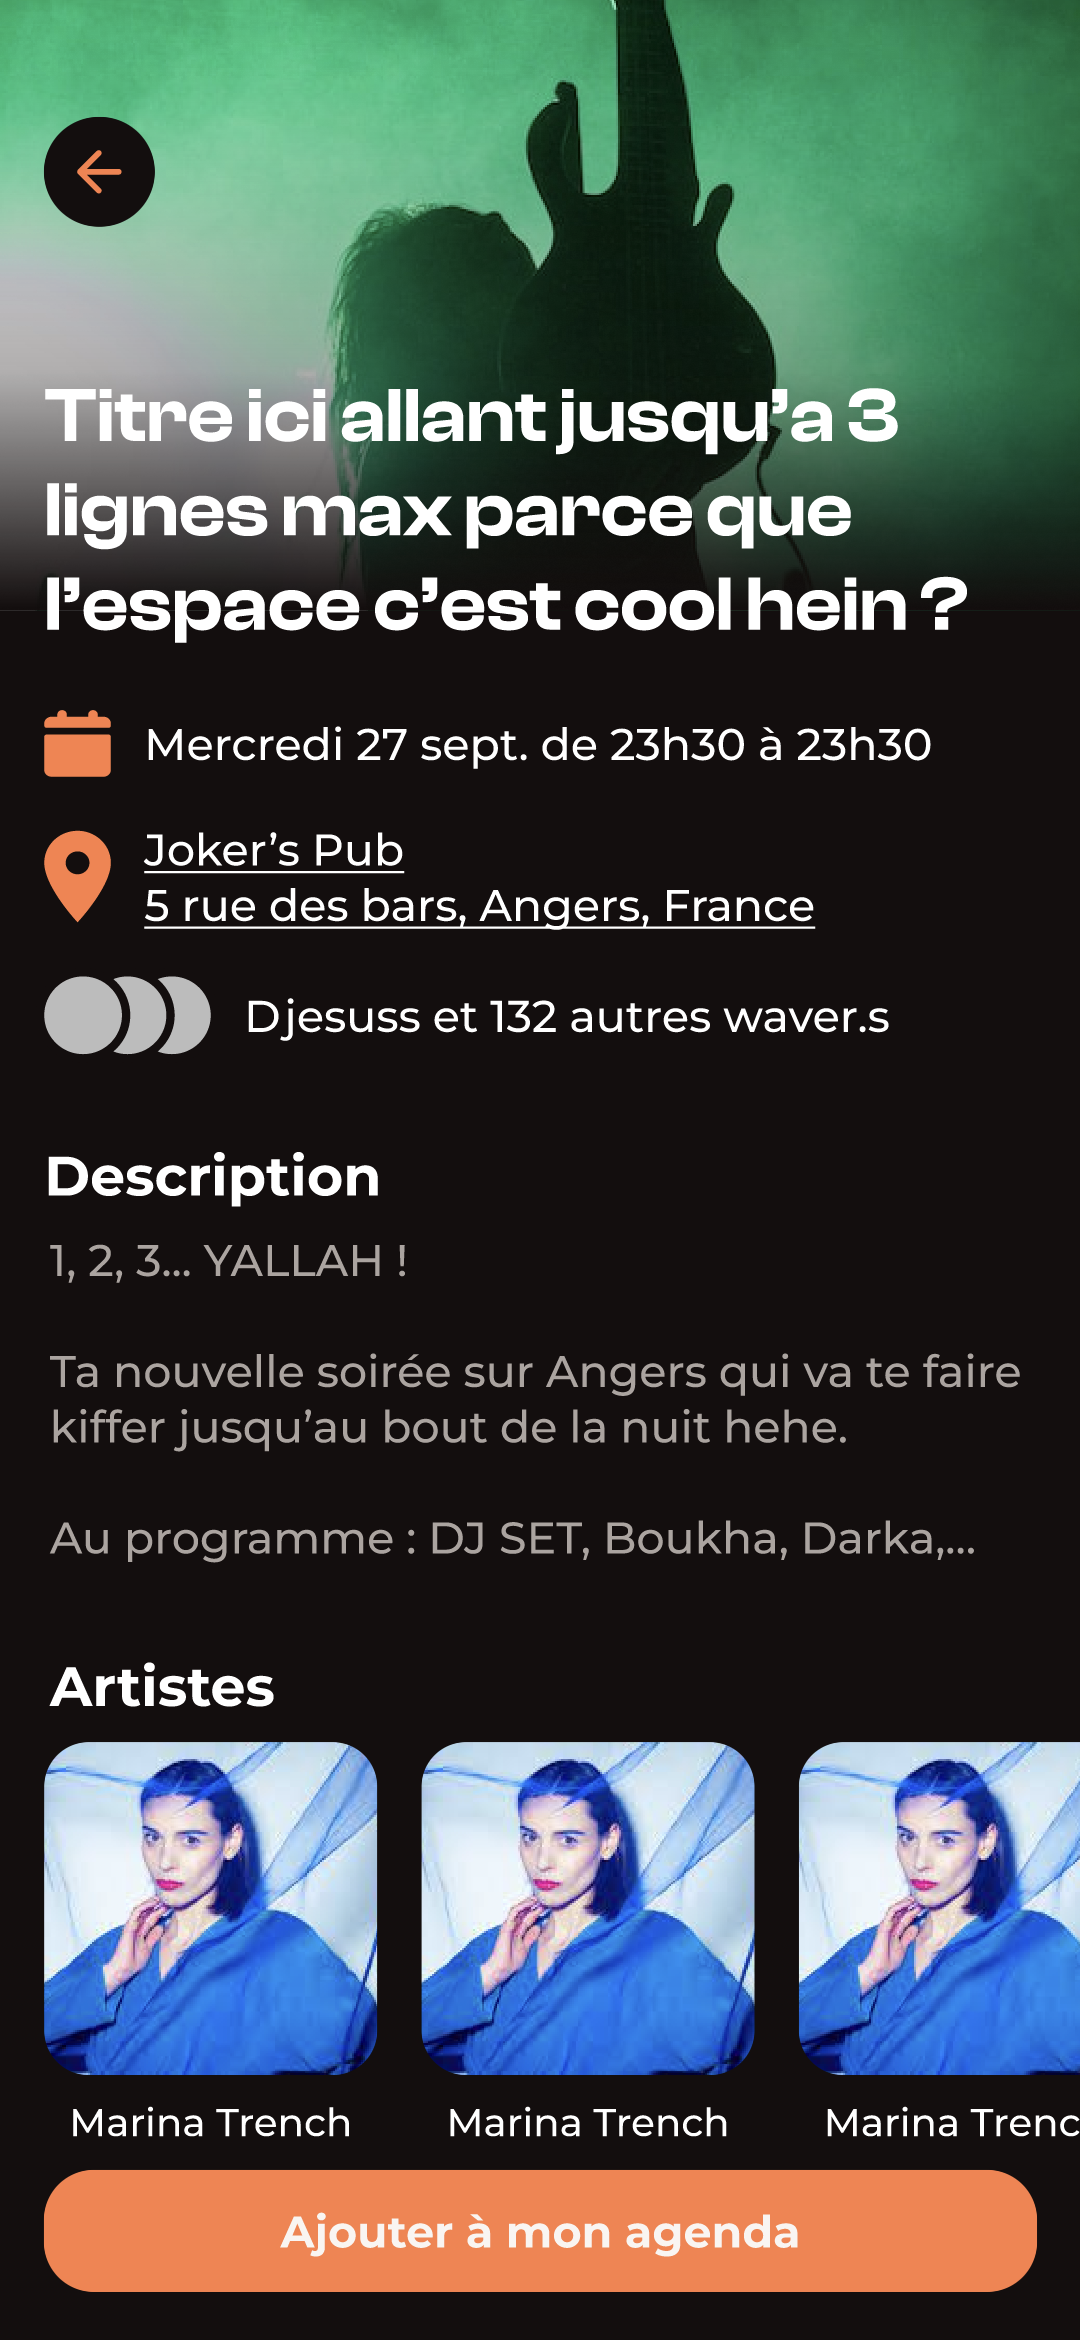 Titre ici allant jusqu’a 3
lignes max parce que
l’espace c’est cool hein ?
Mercredi 27 sept. de 23h30 à 23h30
Joker’s Pub
5 rue des bars, Angers, France
Djesuss et 132 autres waver.s
Description
1, 2, 3... YALLAH !
Ta nouvelle soirée sur Angers qui va te faire
kiffer jusqu’au bout de la nuit hehe.
Au programme : DJ SET, Boukha, Darka,...
Artistes
Marina Trench
Marina Trench
Marina Trenc
Ajouter à mon agenda